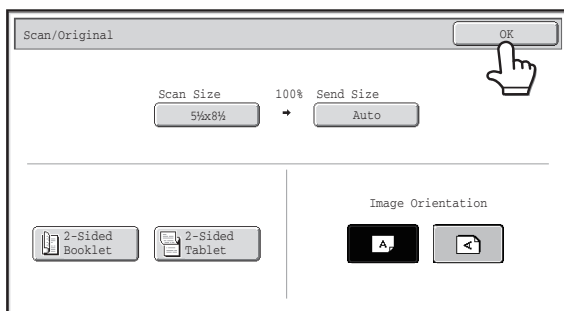 Scan/Original
OK
Scan Size 100% Send Size
5½x8½ Auto
Image Orientation
2-Sided Booklet
2-Sided Tablet
A A